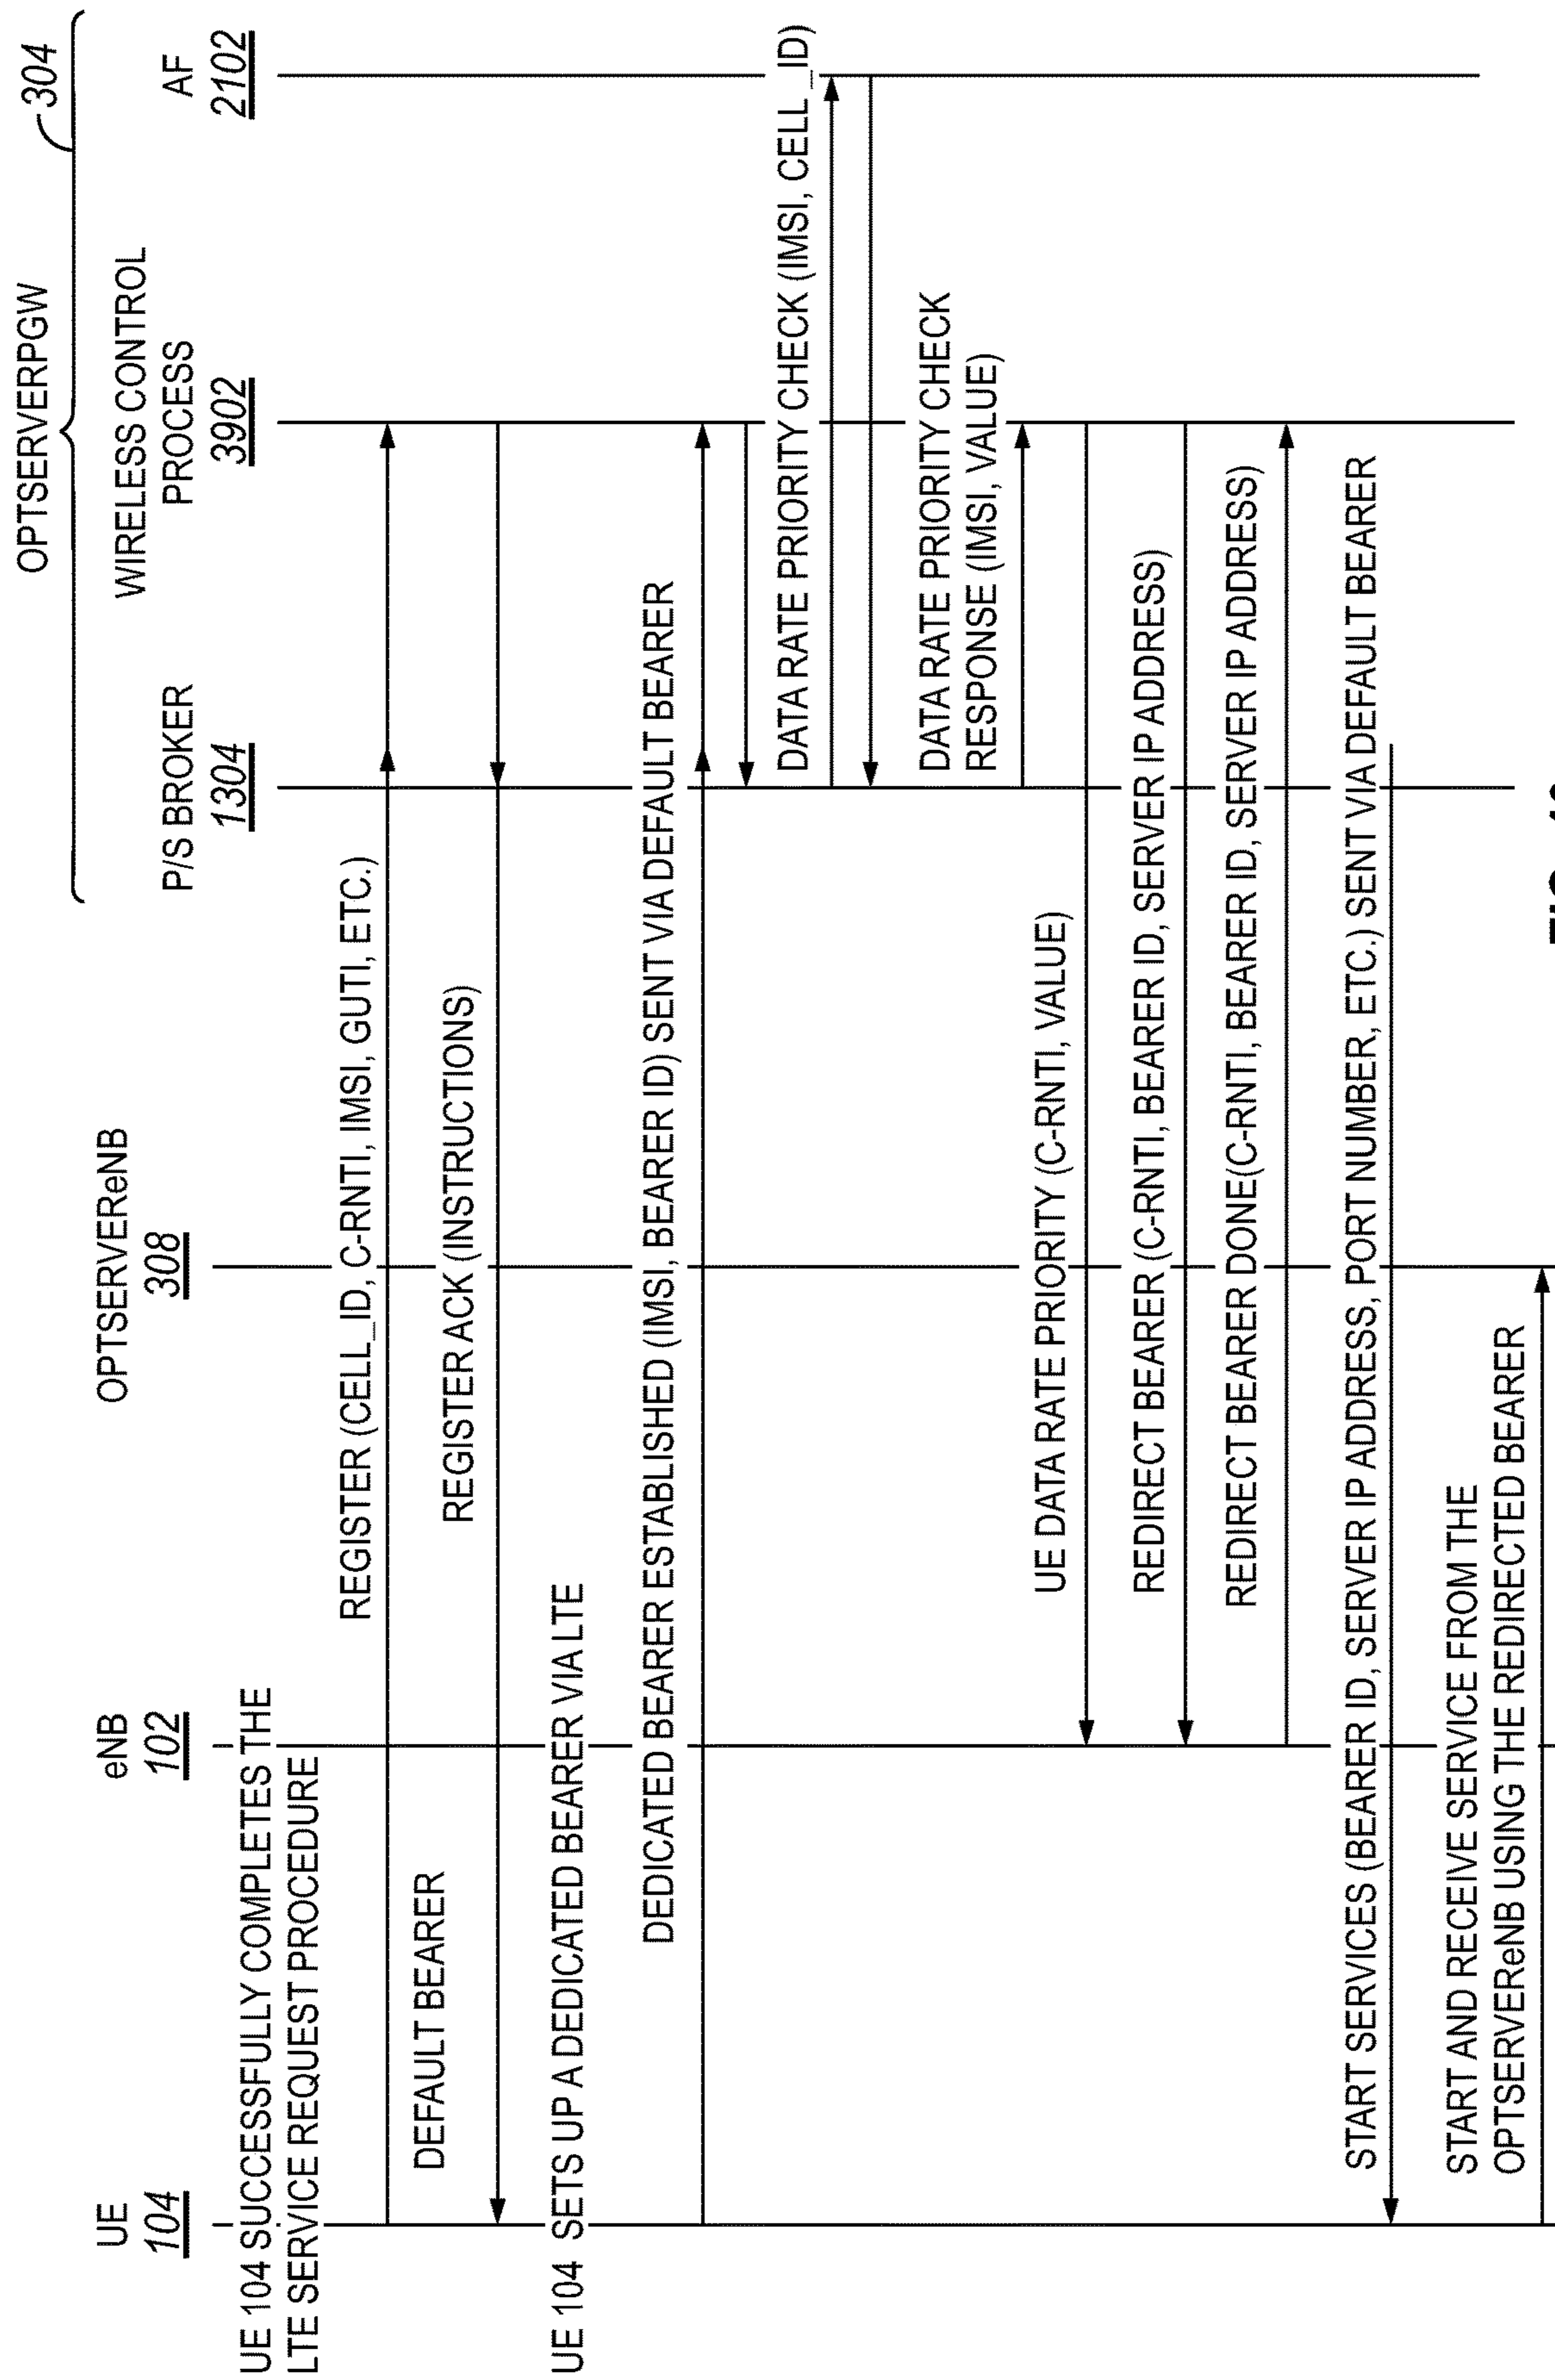 OPTSERVERPGW
304
UE
104
eNB
102
OPTSERVEReNB
308
P/S BROKER
1304
WIRELESS CONTROL
PROCESS
3902
AF
2102
UE 104 SUCCESSFULLY COMPLETES THE
LTE SERVICE REQUEST PROCEDURE
REGISTER (CELL_ID, C-RNTI, IMSI, GUTI, ETC.)
DEFAULT BEARER
REGISTER ACK (INSTRUCTIONS)
UE 104 SETS UP A DEDICATED BEARER VIA LTE
DEDICATED BEARER ESTABLISHED (IMSI, BEARER ID) SENT VIA DEFAULT BEARER
DATA RATE PRIORITY CHECK (IMSI, CELL_ID)
DATA RATE PRIORITY CHECK
RESPONSE (IMSI, VALUE)
UE DATA RATE PRIORITY (C-RNTI, VALUE)
REDIRECT BEARER (C-RNTI, BEARER ID, SERVER IP ADDRESS)
REDIRECT BEARER DONE(C-RNTI, BEARER ID, SERVER IP ADDRESS)
START SERVICES (BEARER ID, SERVER IP ADDRESS, PORT NUMBER, ETC.) SENT VIA DEFAULT BEARER
START AND RECEIVE SERVICE FROM THE
OPTSERVEReNB USING THE REDIRECTED BEARER